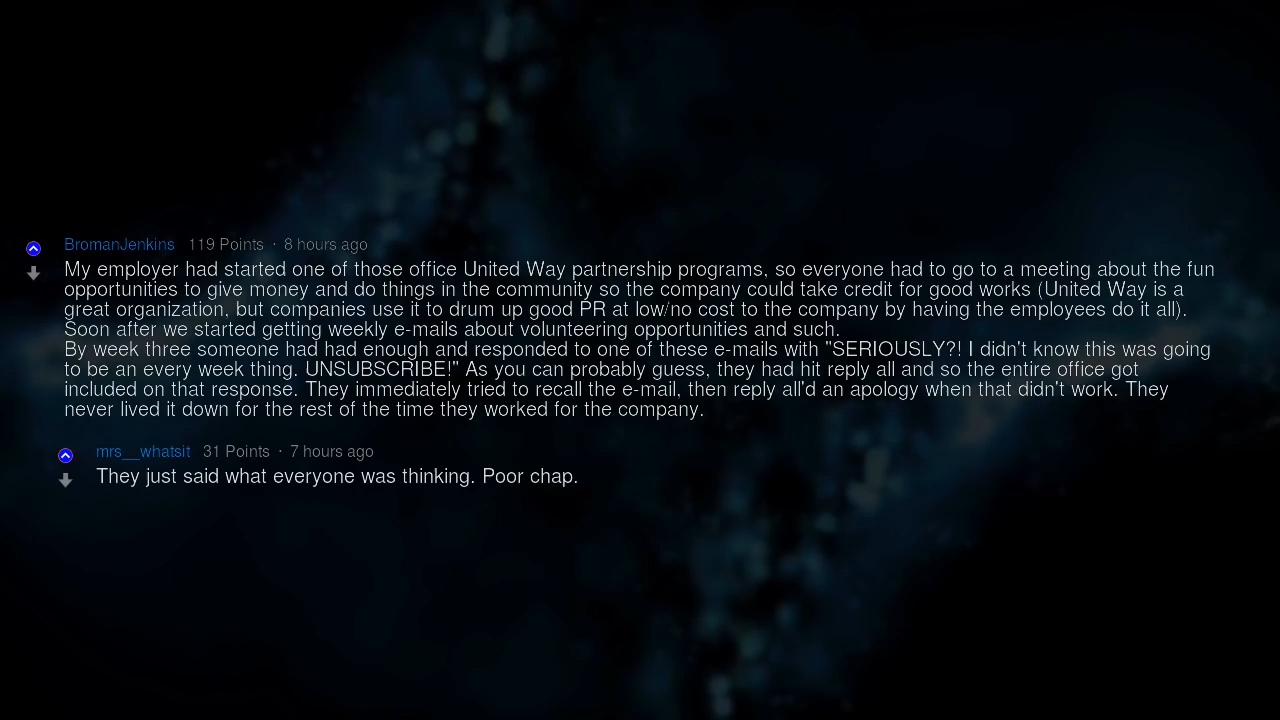 BromanJenkins 119 Points · 8 hours ago
My employer had started one of those office United Way partnership programs, so everyone had to go to a meeting about the fun
opportunities to give money and do things in the community so the company could take credit for good works (United Way is a
great organization, but companies use it to drum up good PR at low/no cost to the company by having the employees do it all).
Soon after we started getting weekly e-mails about volunteering opportunities and such.
By week three someone had had enough and responded to one of these e-mails with "SERIOUSLY?! I didn't know this was going
to be an every week thing. UNSUBSCRIBE!" As you can probably guess, they had hit reply all and so the entire office got
included on that response. They immediately tried to recall the e-mail, then reply all'd an apology when that didn't work. They
never lived it down for the rest of the time they worked for the company.
mrs__whatsit 31 Points · 7 hours ago
They just said what everyone was thinking. Poor chap.